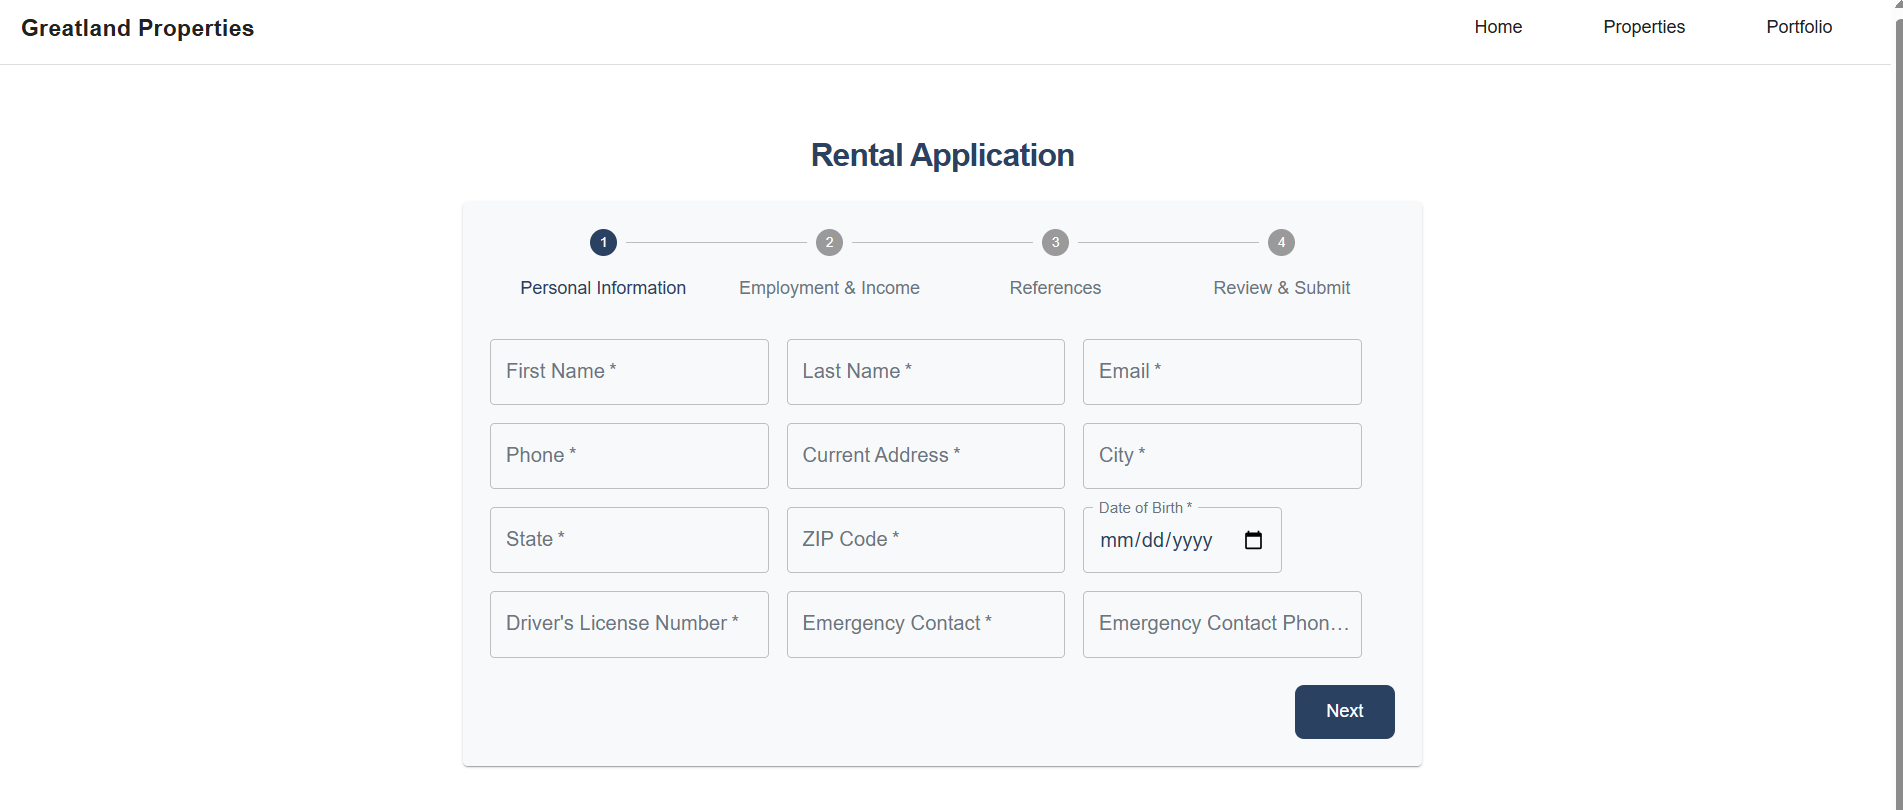 Greatland Properties Home Properties Portfolio
Rental Application
1 2 3 4
Personal Information Employment & Income References Review & Submit
First Name * Last Name * Email *
Phone * Current Address * City *
Date of Birth *
State * ZIP Code * mm/dd/yyyy
Driver's License Number * Emergency Contact * Emergency Contact Phon...
Next